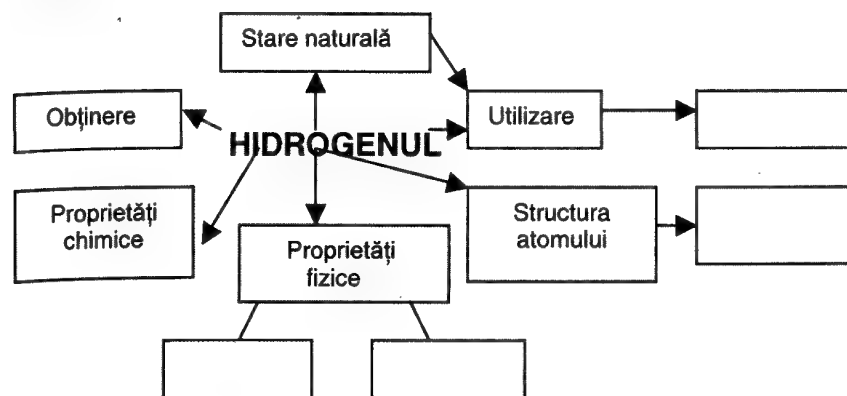 Stare naturală
Obținere
Utilizare
HIDROGENUL
Proprietăți
chimice
Structura
atomului
Proprietăți
fizice